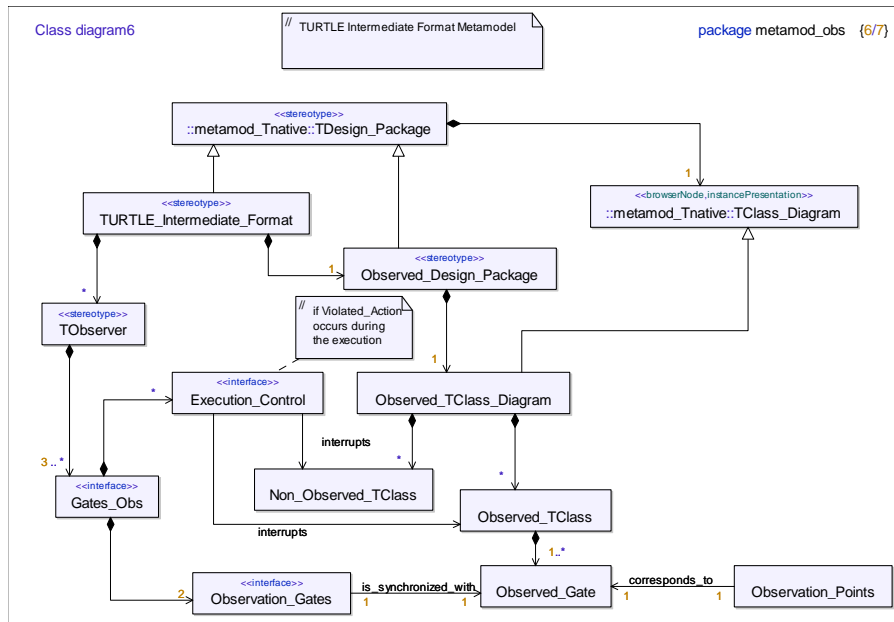 Class diagram6
// TURTLE Intermediate Format Metamodel
package metamod_obs {6/7}
<<stereotype>>
::metamod_Tnative::TDesign_Package
1
<<browserNode,instancePresentation>>
::metamod_Tnative::TClass_Diagram
<<stereotype>>
TURTLE_Intermediate_Format
<<stereotype>>
Observed_Design_Package
1
*
// if Violated_Action
occurs during
the execution
<<stereotype>>
TObserver
1
<<interface>>
Execution_Control
*
Observed_TClass_Diagram
interrupts
*
*
3..*
Non_Observed_TClass
<<interface>>
Gates_Obs
Observed_TClass
interrupts
1..*
<<interface>>
Observation_Gates
2
is_synchronized_with
1
1
Observed_Gate
corresponds_to
1
1
Observation_Points